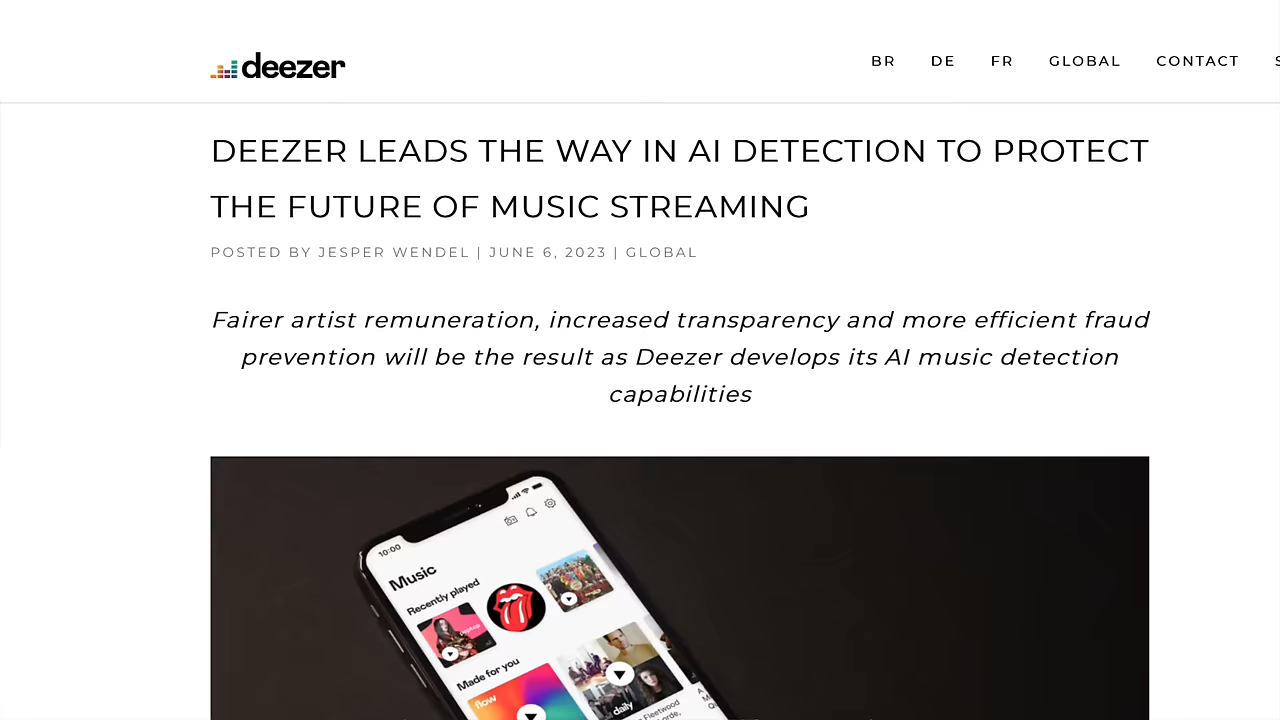 deezer
BR DE FR GLOBAL CONTACT
DEEZER LEADS THE WAY IN AI DETECTION TO PROTECT
THE FUTURE OF MUSIC STREAMING
POSTED BY JESPER WENDEL | JUNE 6, 2023 | GLOBAL
Fairer artist remuneration, increased transparency and more efficient fraud
prevention will be the result as Deezer develops its AI music detection
capabilities
10:00
Music
Recently played
Made for you
flow
daily
Fleetwood